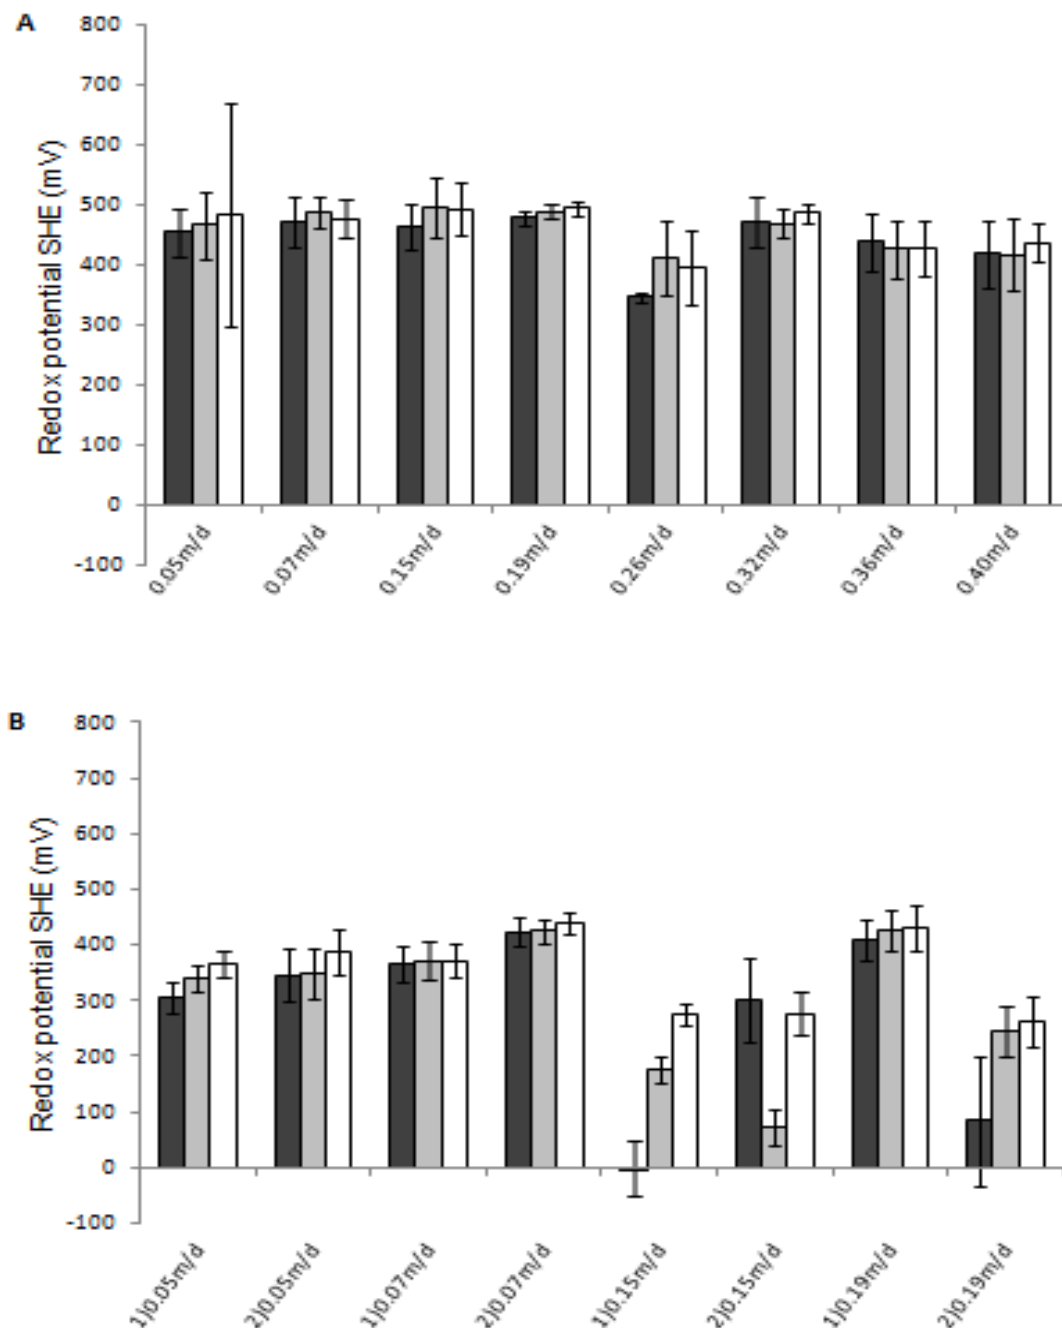 A
Redox potential SHE (mV)
800
700
600
500
400
300
200
100
0
-100
0.05m/d
0.07m/d
0.15m/d
0.19m/d
0.26m/d
0.32m/d
0.36m/d
0.40m/d
B
Redox potential SHE (mV)
800
700
600
500
400
300
200
100
0
-100
1)0.05m/d
2)0.05m/d
1)0.07m/d
2)0.07m/d
1)0.15m/d
2)0.15m/d
1)0.19m/d
2)0.19m/d